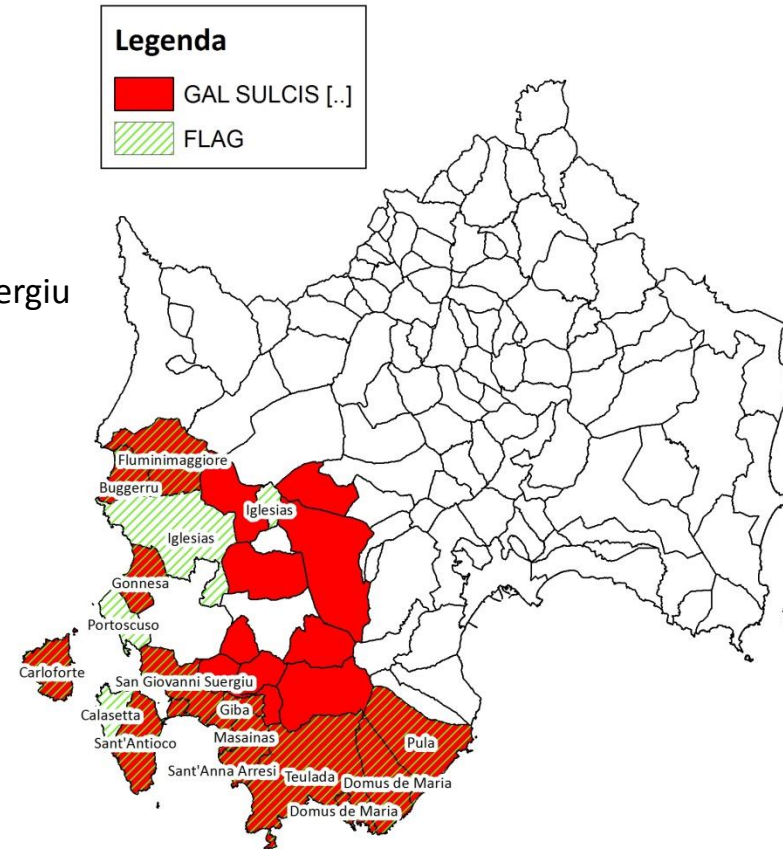 Legenda
GAL SULCIS [..]
FLAG
ergiu
Fluminimaggiore
Buggerru
Iglesias
Iglesias
Gonnesa
Portoscuso
Carloforte
San Giovanni Suergiu
Calasetta
Giba
Sant'Antioco
Masainas
Pula
Sant'Anna Arresi
Teulada
Domus de Maria
Domus de Maria